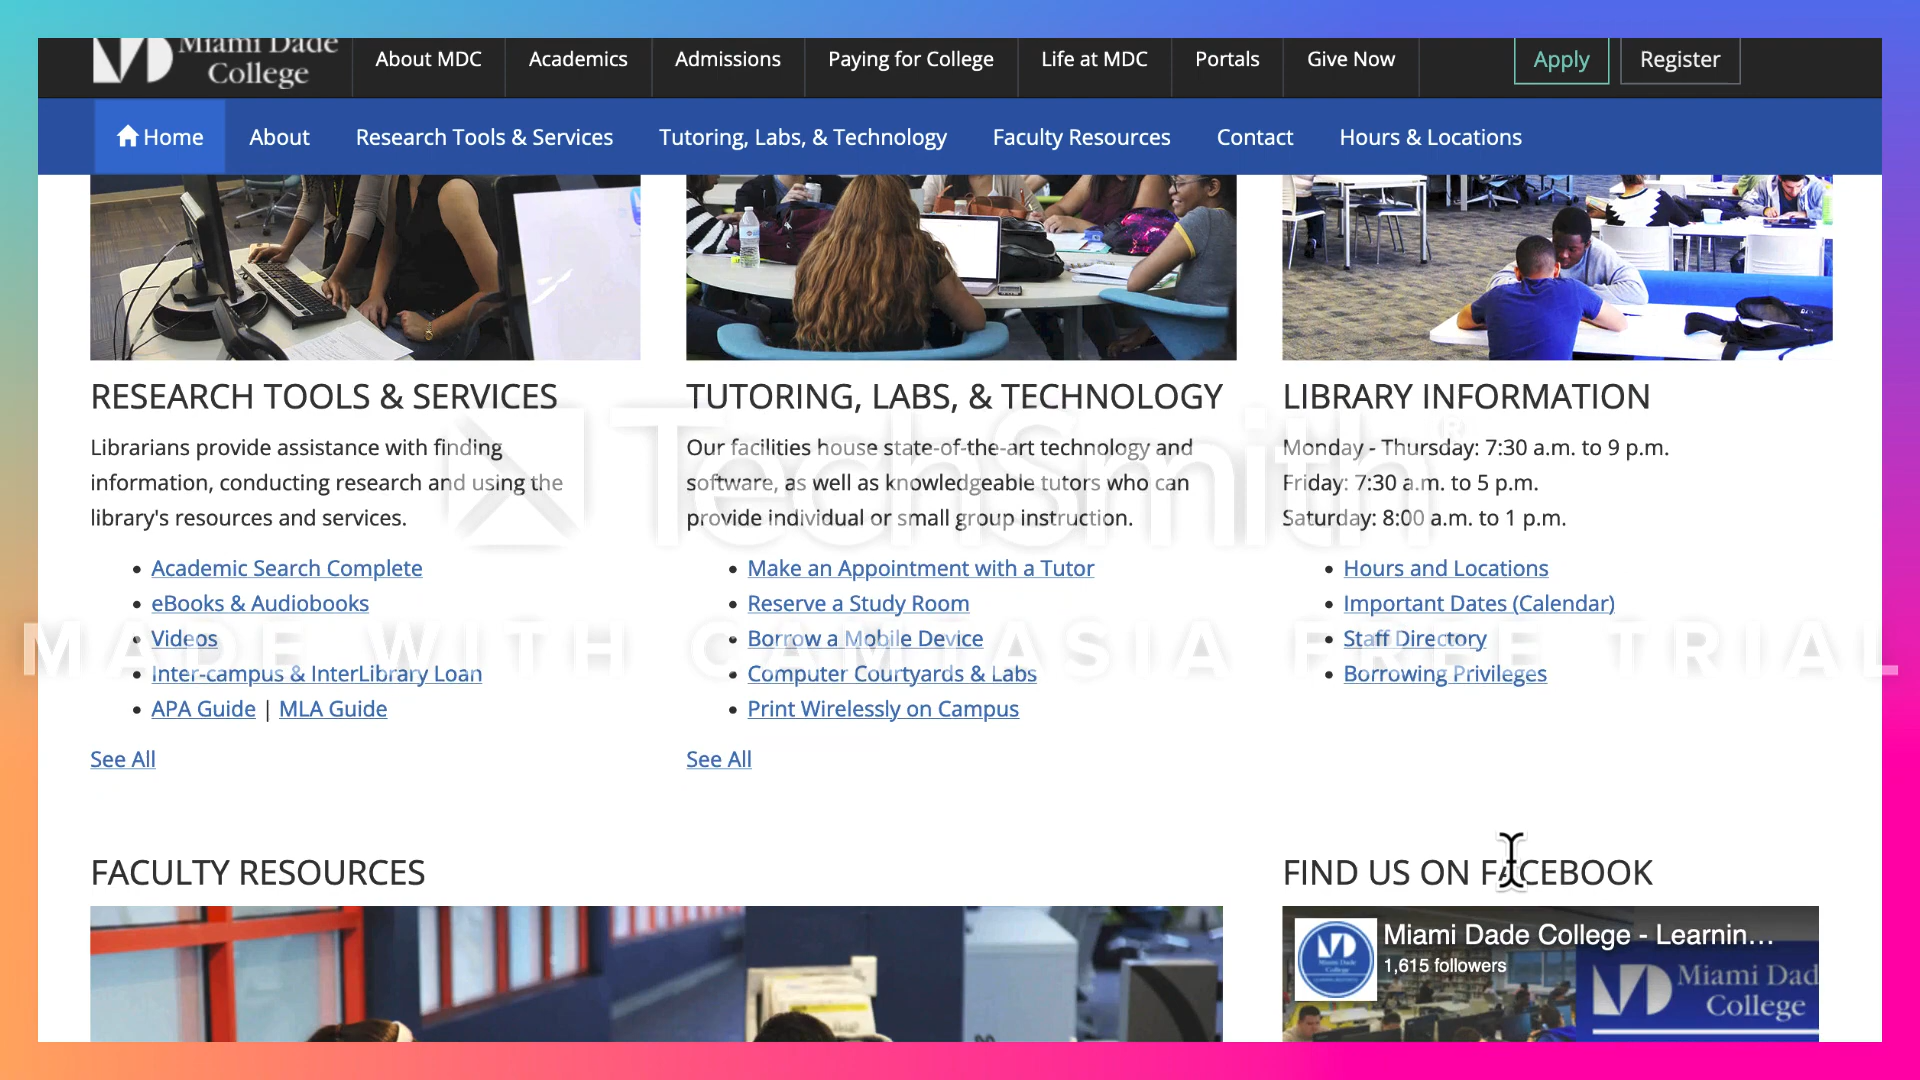 Miami Dade
College
About MDC
Academics
Admissions
Paying for College
Life at MDC
Portals
Give Now
Apply
Register
Home
About
Research Tools & Services
Tutoring, Labs, & Technology
Faculty Resources
Contact
Hours & Locations
RESEARCH TOOLS & SERVICES
Librarians provide assistance with finding
information, conducting research and using the
library's resources and services.
Academic Search Complete
eBooks & Audiobooks
Videos
Inter-campus & InterLibrary Loan
APA Guide | MLA Guide
See All
TUTORING, LABS, & TECHNOLOGY
Our facilities house state-of-the-art technology and
software, as well as knowledgeable tutors who can
provide individual or small group instruction.
Make an Appointment with a Tutor
Reserve a Study Room
Borrow a Mobile Device
Computer Courtyards & Labs
Print Wirelessly on Campus
See All
LIBRARY INFORMATION
Monday - Thursday: 7:30 a.m. to 9 p.m.
Friday: 7:30 a.m. to 5 p.m.
Saturday: 8:00 a.m. to 1 p.m.
Hours and Locations
Important Dates (Calendar)
Staff Directory
Borrowing Privileges
TechSmith®
MADE WITH CAMTASIA FREE TRIAL
FACULTY RESOURCES
FIND US ON FACEBOOK
Miami Dade College - Learnin...
1,615 followers
Miami Dad
College